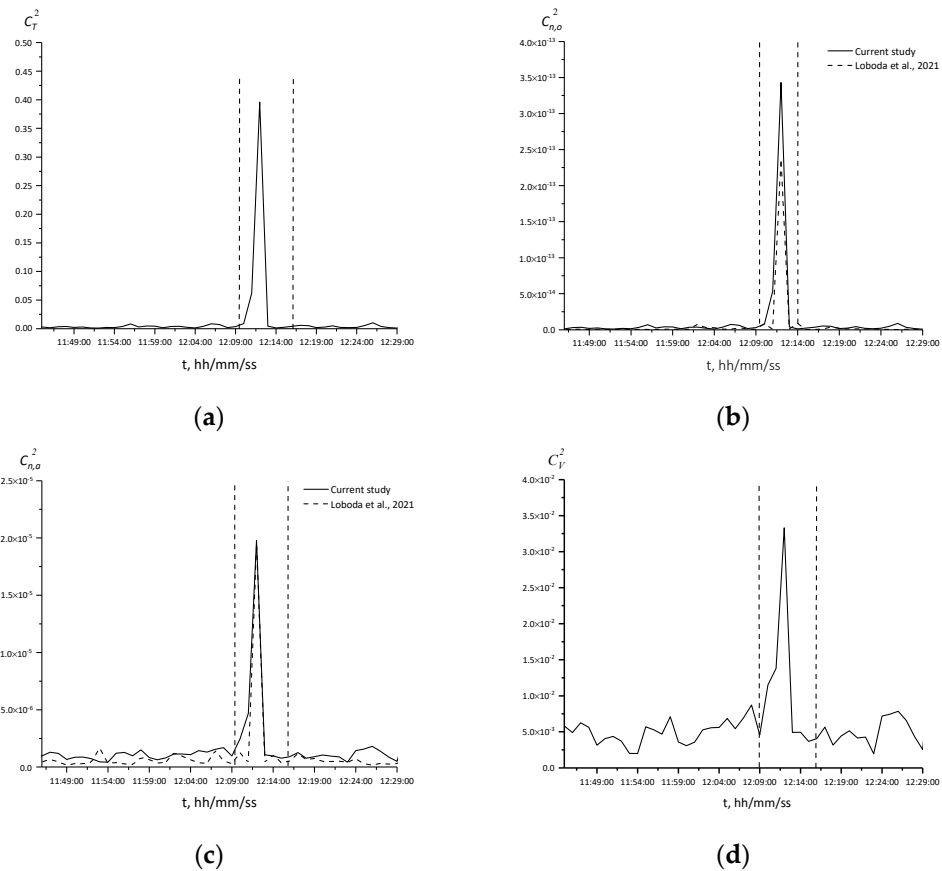 C_T^2
0.50
0.45
0.40
0.35
0.30
0.25
0.20
0.15
0.10
0.05
0.00
11:49:00 11:54:00 11:59:00 12:04:00 12:09:00 12:14:00 12:19:00 12:24:00 12:29:00
t, hh/mm/ss
(a)
C_{n,o}^2
4.0×10^-13
3.5×10^-13
3.0×10^-13
2.5×10^-13
2.0×10^-13
1.5×10^-13
1.0×10^-13
5.0×10^-14
0.0
11:49:00 11:54:00 11:59:00 12:04:00 12:09:00 12:14:00 12:19:00 12:24:00 12:29:00
t, hh/mm/ss
Current study
Loboda et al., 2021
(b)
C_{n,a}^2
2.5×10^-5
2.0×10^-5
1.5×10^-5
1.0×10^-5
5.0×10^-6
0.0
11:49:00 11:54:00 11:59:00 12:04:00 12:09:00 12:14:00 12:19:00 12:24:00 12:29:00
t, hh/mm/ss
Current study
Loboda et al., 2021
(c)
C_V^2
4.0×10^-2
3.5×10^-2
3.0×10^-2
2.5×10^-2
2.0×10^-2
1.5×10^-2
1.0×10^-2
5.0×10^-3
0.0
11:49:00 11:54:00 11:59:00 12:04:00 12:09:00 12:14:00 12:19:00 12:24:00 12:29:00
t, hh/mm/ss
(d)